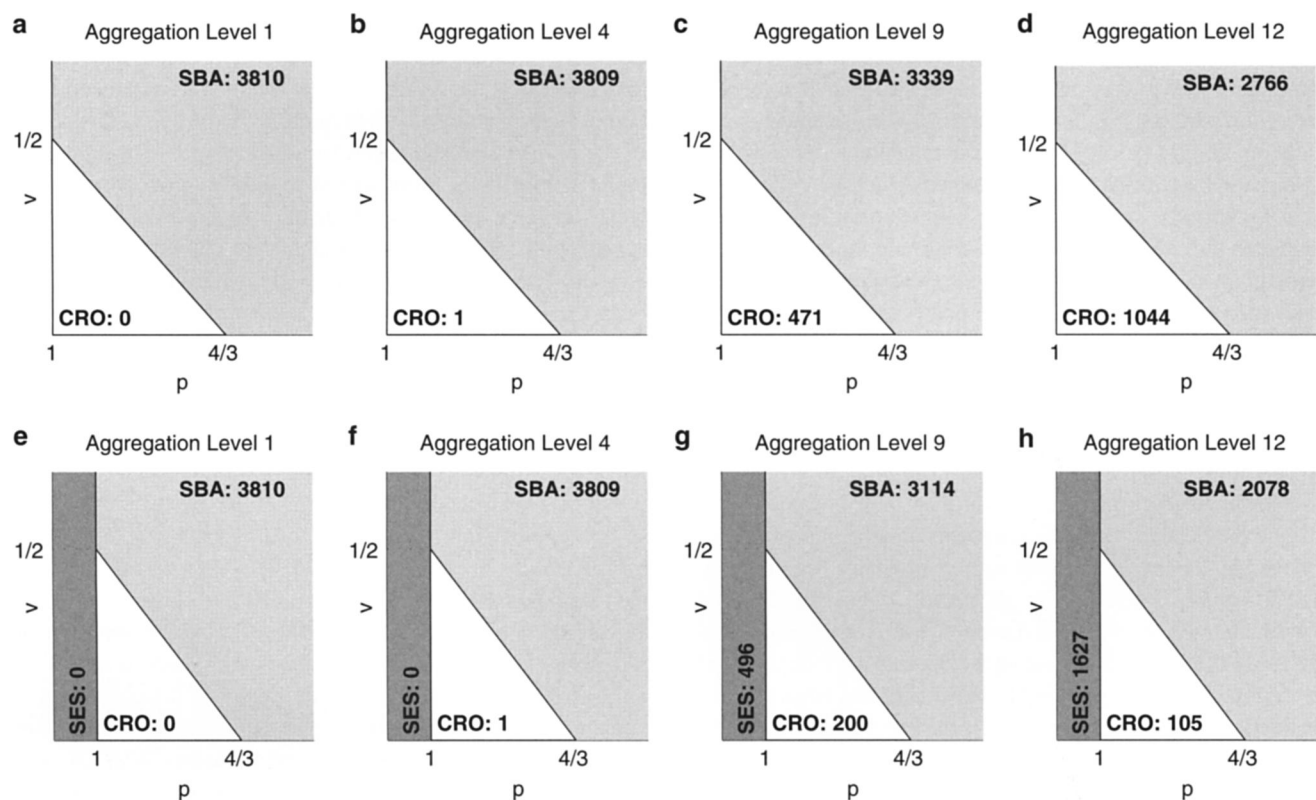 a
Aggregation Level 1
SBA: 3810
1/2
v
CRO: 0
1
4/3
p
b
Aggregation Level 4
SBA: 3809
1/2
v
CRO: 1
1
4/3
p
c
Aggregation Level 9
SBA: 3339
1/2
v
CRO: 471
1
4/3
p
d
Aggregation Level 12
SBA: 2766
1/2
v
CRO: 1044
1
4/3
p
e
Aggregation Level 1
SBA: 3810
1/2
v
SES: 0
CRO: 0
1
4/3
p
f
Aggregation Level 4
SBA: 3809
1/2
v
SES: 0
CRO: 1
1
4/3
p
g
Aggregation Level 9
SBA: 3114
1/2
v
SES: 496
CRO: 200
1
4/3
p
h
Aggregation Level 12
SBA: 2078
1/2
v
SES: 1627
CRO: 105
1
4/3
p